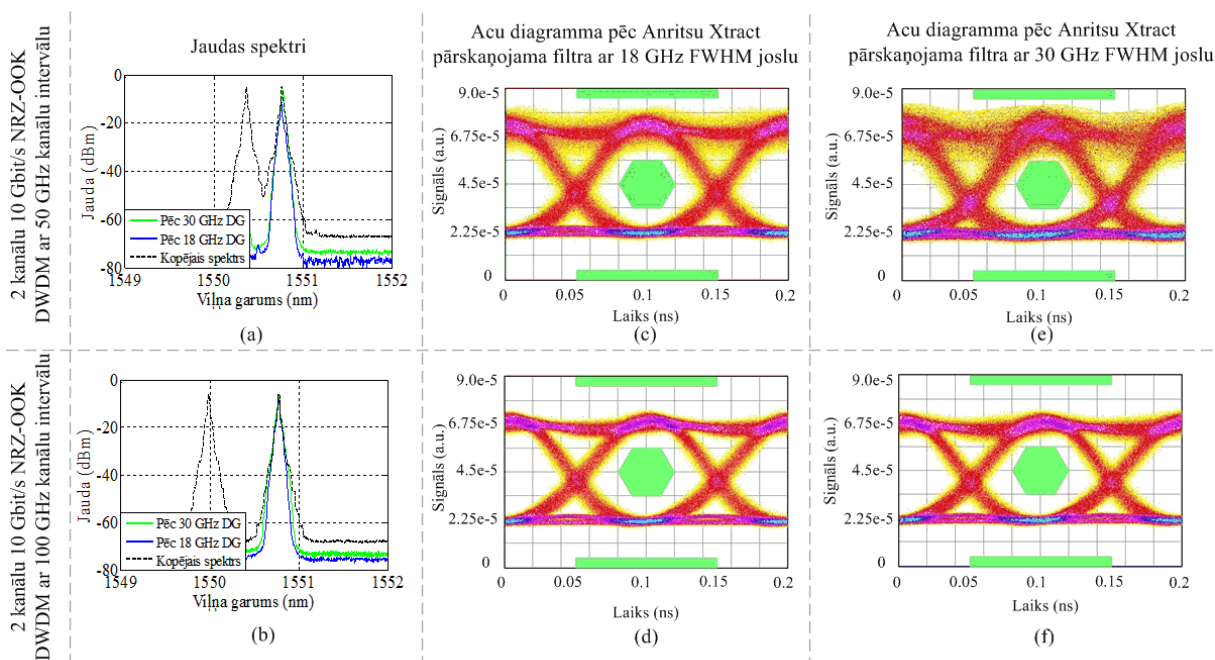 2 kanālu 10 Gbit/s NRZ-OOK
DWDM ar 50 GHz kanālu intervālu
Jaudas spektri
Jauda (dBm)
0
-20
-40
-60
-80
Pēc 30 GHz DG
Pēc 18 GHz DG
Kopējais spektrs
1549
1550
1551
1552
Viļņa garums (nm)
(a)
Acu diagramma pēc Anritsu Xtract
pārskaņojama filtra ar 18 GHz FWHM joslu
Signāls (a.u.)
9.0e-5
6.75e-5
4.5e-5
2.25e-5
0
0
0.05
0.1
0.15
0.2
Laiks (ns)
(c)
Acu diagramma pēc Anritsu Xtract
pārskaņojama filtra ar 30 GHz FWHM joslu
Signāls (a.u.)
9.0e-5
6.75e-5
4.5e-5
2.25e-5
0
0
0.05
0.1
0.15
0.2
Laiks (ns)
(e)
2 kanālu 10 Gbit/s NRZ-OOK
DWDM ar 100 GHz kanālu intervālu
Jauda (dBm)
0
-20
-40
-60
-80
Pēc 30 GHz DG
Pēc 18 GHz DG
Kopējais spektrs
1549
1550
1551
1552
Viļņa garums (nm)
(b)
Signāls (a.u.)
9.0e-5
6.75e-5
4.5e-5
2.25e-5
0
0
0.05
0.1
0.15
0.2
Laiks (ns)
(d)
Signāls (a.u.)
9.0e-5
6.75e-5
4.5e-5
2.25e-5
0
0
0.05
0.1
0.15
0.2
Laiks (ns)
(f)